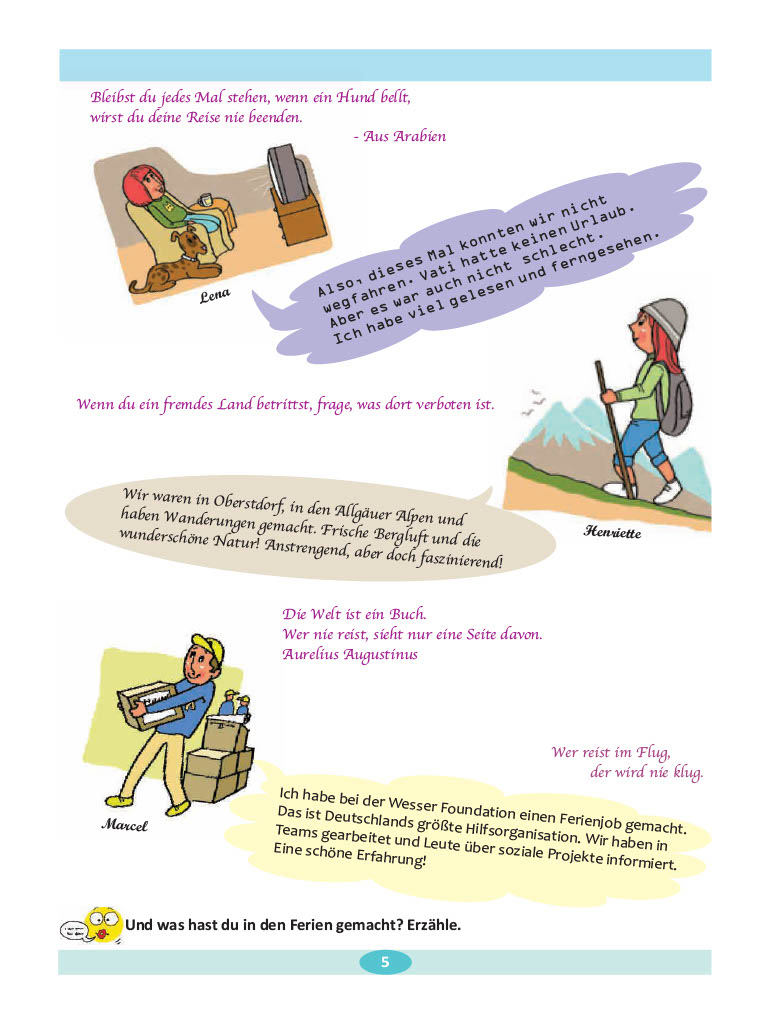 Bleibst du jedes Mal stehen, wenn ein Hund bellt,
wirst du deine Reise nie beenden.
- Aus Arabien
Also, dieses Mal konnten wir nicht
wegfahren. Vati hatte keinen Urlaub.
Aber es war auch nicht schlecht.
Ich habe viel gelesen und ferngesehen.
Lena
Wenn du ein fremdes Land betrittst, frage, was dort verboten ist.
Wir waren in Oberstdorf, in den Allgäuer Alpen und
haben Wanderungen gemacht. Frische Bergluft und die
wunderschöne Natur! Anstrengend, aber doch faszinierend!
Henriette
Die Welt ist ein Buch.
Wer nie reist, sieht nur eine Seite davon.
Aurelius Augustinus
Wer reist im Flug,
der wird nie klug.
Marcel
Ich habe bei der Wesser Foundation einen Ferienjob gemacht.
Das ist Deutschlands größte Hilfsorganisation. Wir haben in
Teams gearbeitet und Leute über soziale Projekte informiert.
Eine schöne Erfahrung!
Und was hast du in den Ferien gemacht? Erzähle.
5